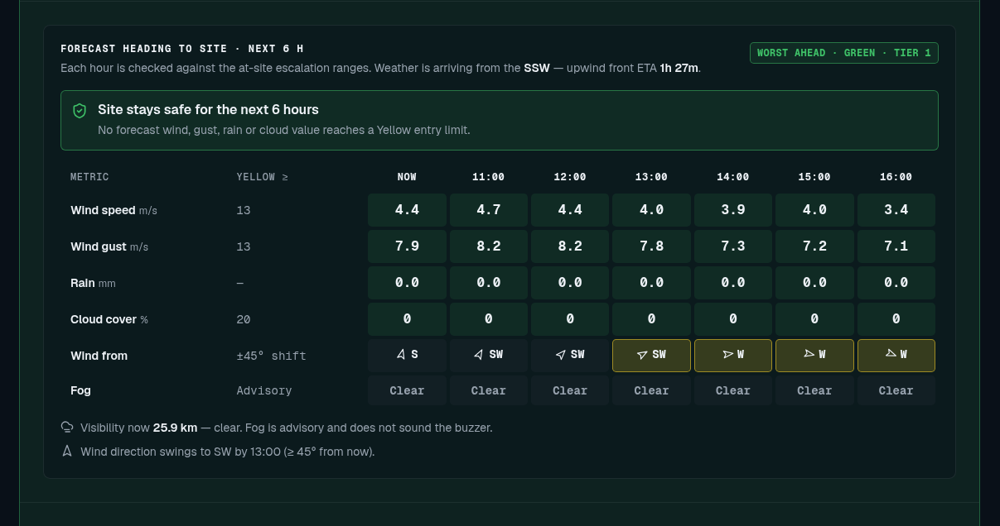 FORECAST HEADING TO SITE · NEXT 6 H
WORST AHEAD · GREEN · TIER 1
Each hour is checked against the at-site escalation ranges. Weather is arriving from the SSW — upwind front ETA 1h 27m.
Site stays safe for the next 6 hours
No forecast wind, gust, rain or cloud value reaches a Yellow entry limit.
METRIC YELLOW ≥ NOW 11:00 12:00 13:00 14:00 15:00 16:00
Wind speed m/s 13 4.4 4.7 4.4 4.0 3.9 4.0 3.4
Wind gust m/s 13 7.9 8.2 8.2 7.8 7.3 7.2 7.1
Rain mm — 0.0 0.0 0.0 0.0 0.0 0.0 0.0
Cloud cover % 20 0 0 0 0 0 0 0
Wind from ±45° shift S SW SW SW W W W
Fog Advisory Clear Clear Clear Clear Clear Clear Clear
Visibility now 25.9 km — clear. Fog is advisory and does not sound the buzzer.
Wind direction swings to SW by 13:00 (≥ 45° from now).